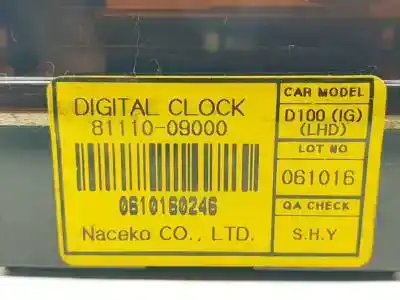 DIGITAL CLOCK
81110-09000
0610160246
Naceko CO., LTD.
CAR MODEL
D100 (IG)
(LHD)
LOT NO
061016
QA CHECK
S.H.Y